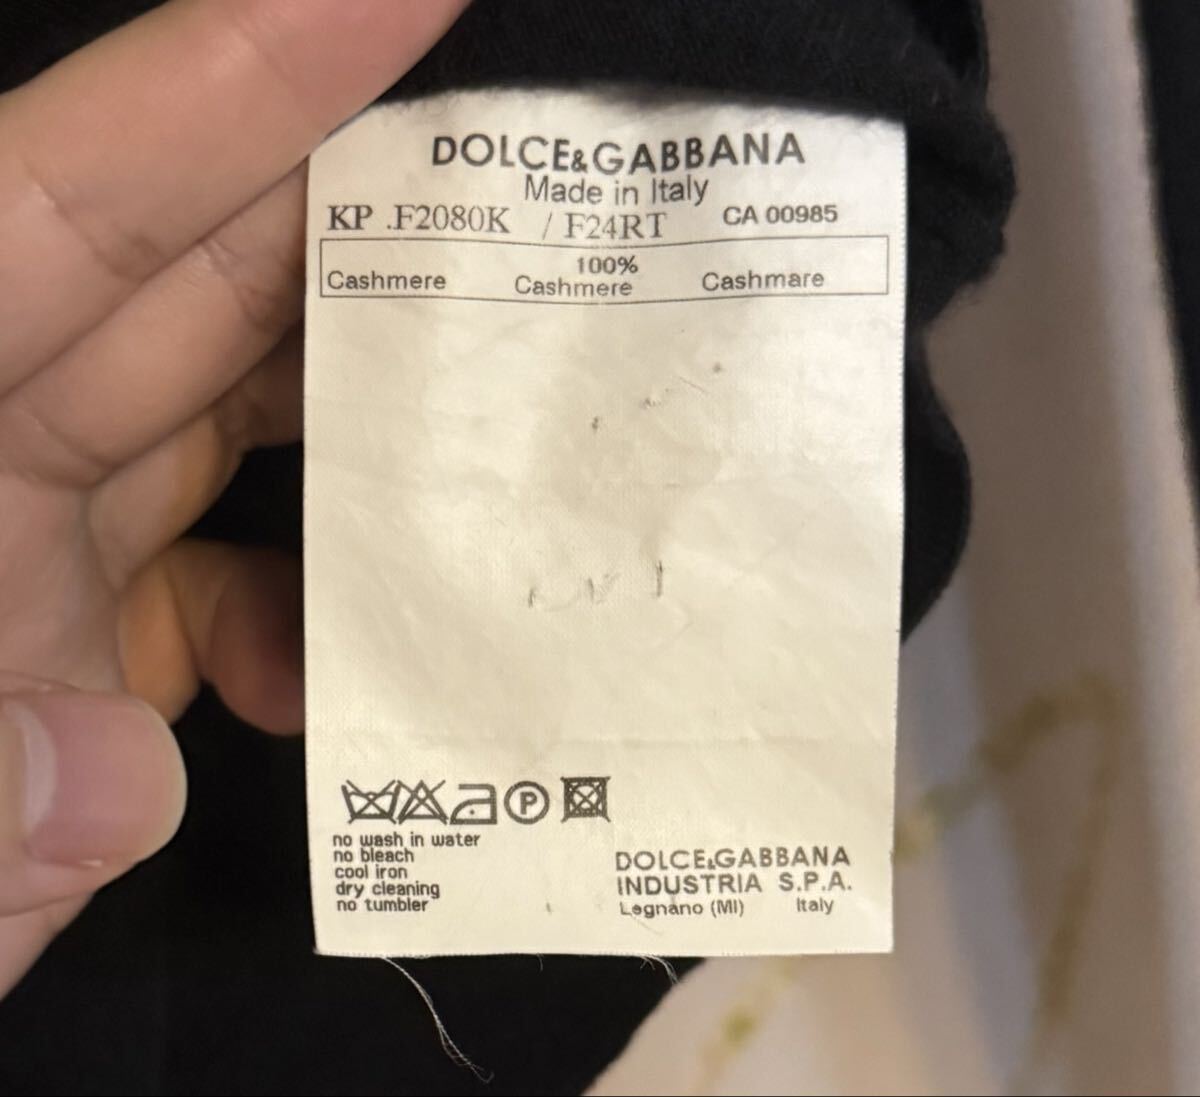 DOLCE&GABBANA
Made in Italy
KP .F2080K / F24RT CA 00985
100%
Cashmere Cashmere Cashmare
P
no wash in water
no bleach
cool iron
dry cleaning
no tumbler
DOLCE&GABBANA
INDUSTRIA S.P.A.
Legnano (MI) Italy